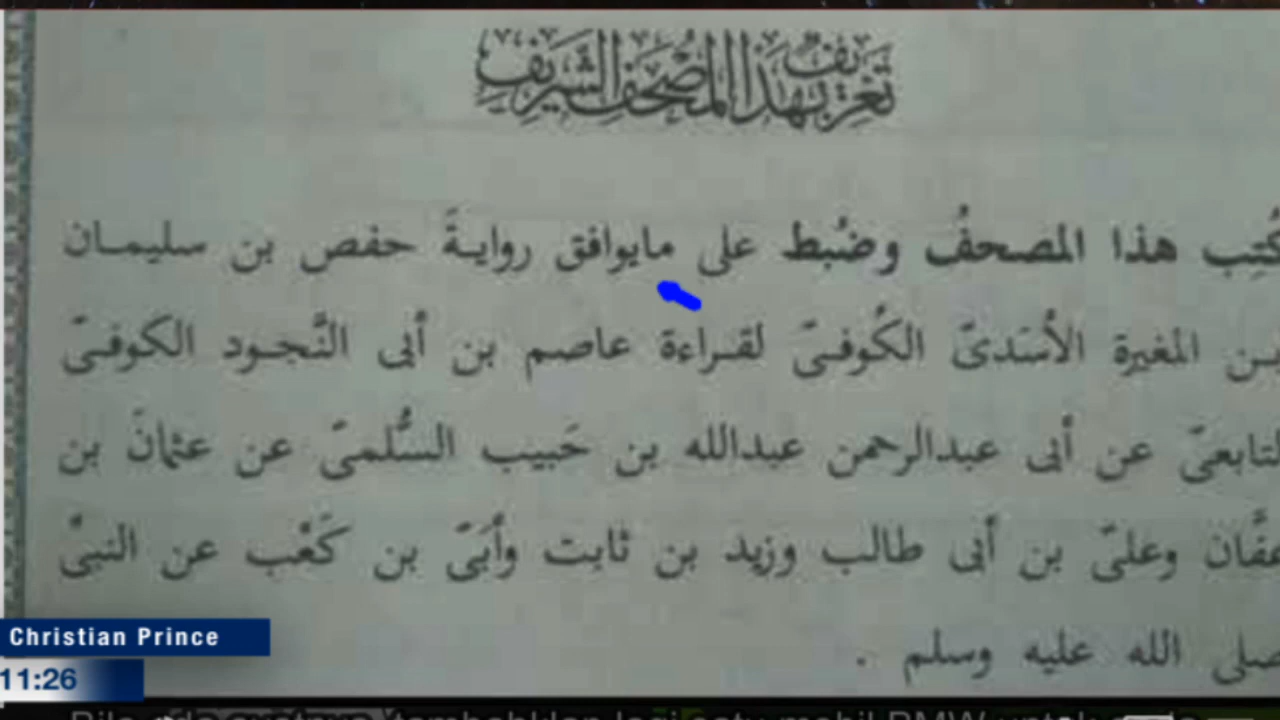 تعريف بهذا المصحف الشريف
كُتِب هذا المصحفُ وضُبط على مايوافق روايةَ حفص بن سليمان
بن المغيرة الأسَدىّ الكُوفىّ لقراءة عاصم بن أبى النَّجود الكوفىّ
التابعىّ عن أبى عبدالرحمن عبدالله بن حَبيب السُّلمىّ عن عثمانَ بن
عفَّان وعلىّ بن أبى طالب وزيد بن ثابت وأُبَىّ بن كَعْب عن النبىّ
صلى الله عليه وسلم .
Christian Prince
11:26